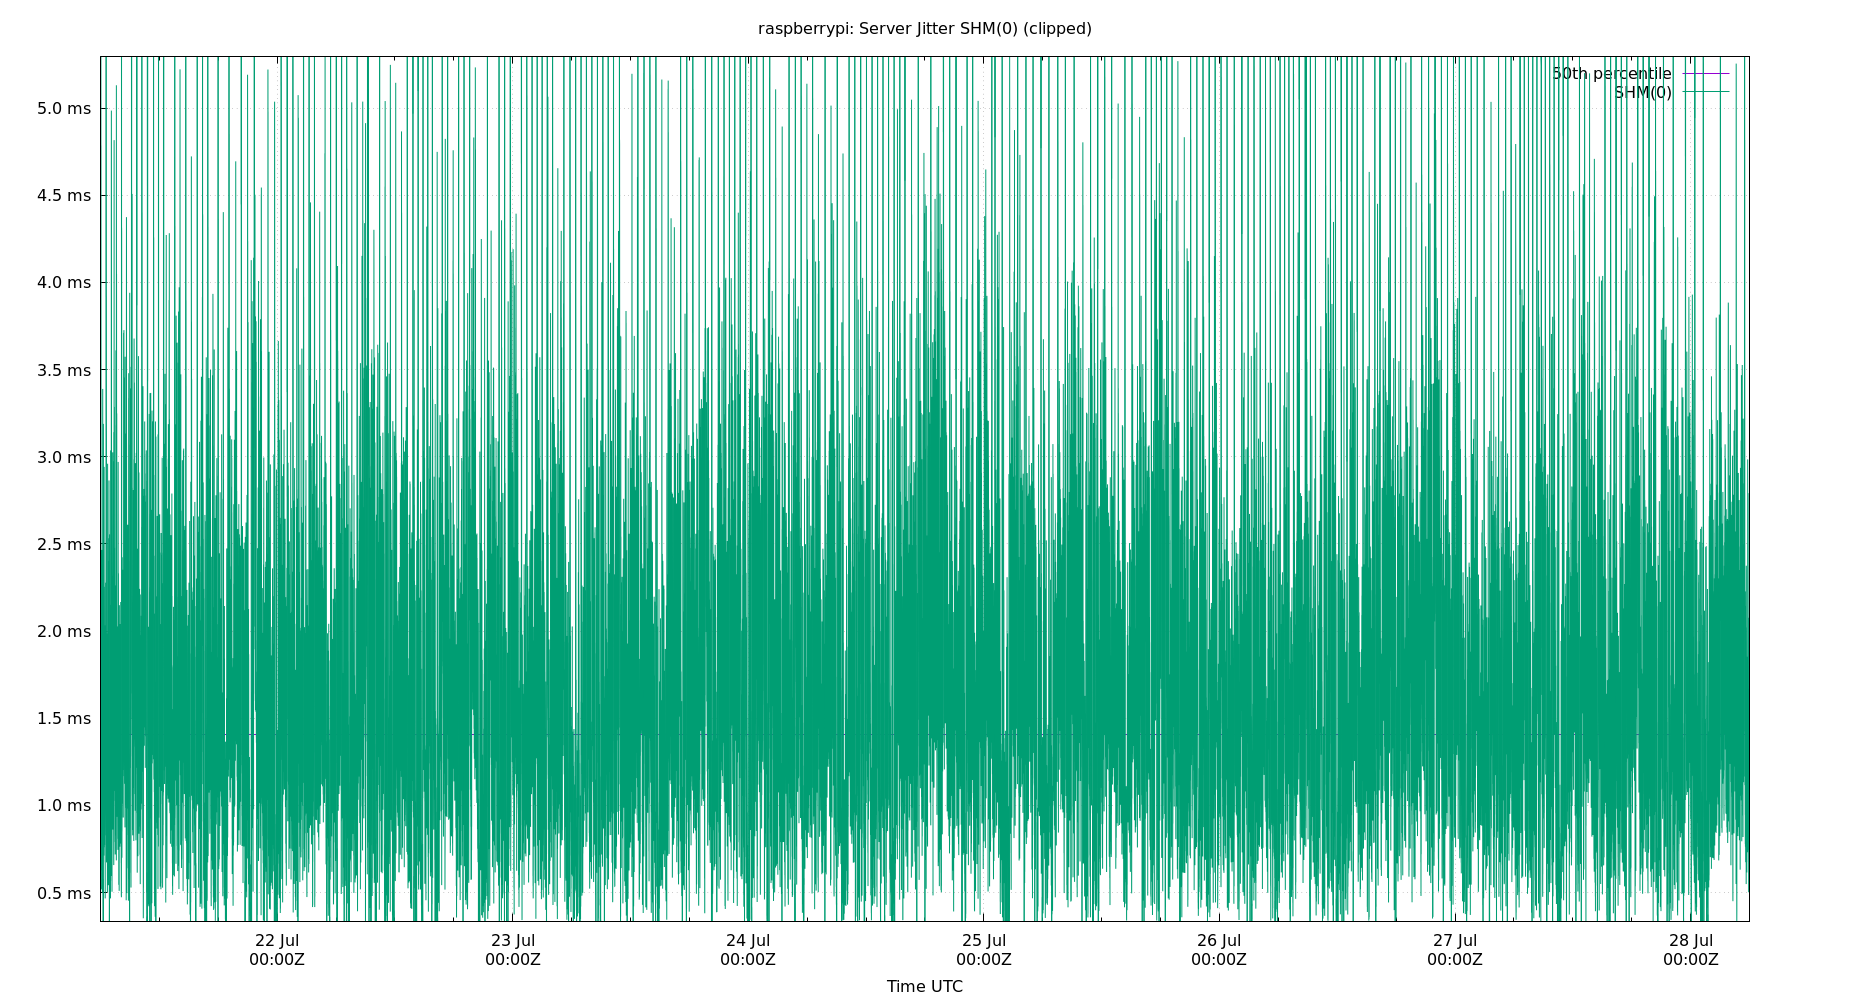 raspberrypi: Server Jitter SHM(0) (clipped)
50th percentile
SHM(0)
5.0 ms
4.5 ms
4.0 ms
3.5 ms
3.0 ms
2.5 ms
2.0 ms
1.5 ms
1.0 ms
0.5 ms
22 Jul
00:00Z
23 Jul
00:00Z
24 Jul
00:00Z
25 Jul
00:00Z
26 Jul
00:00Z
27 Jul
00:00Z
28 Jul
00:00Z
Time UTC